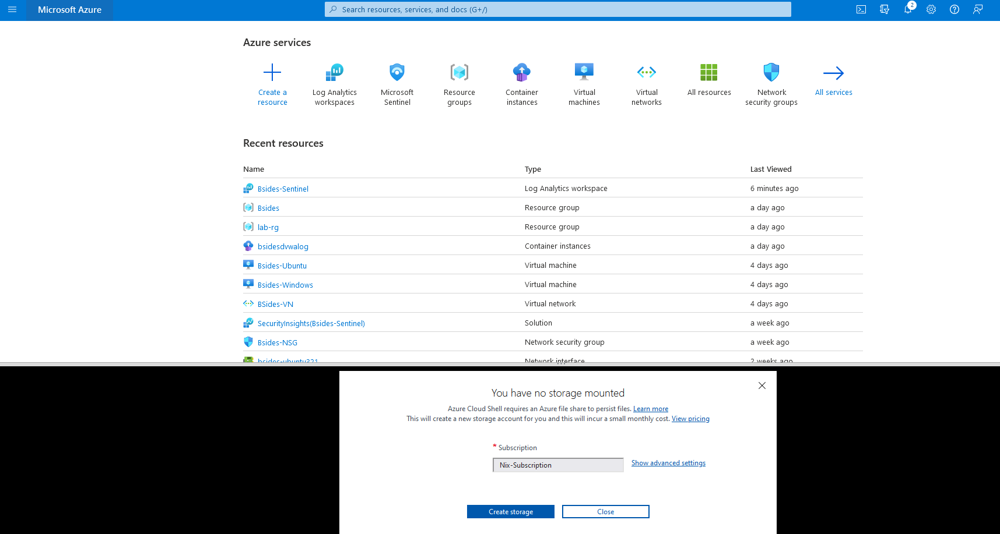 Microsoft Azure
Search resources, services, and docs (G+/)
2
Azure services
Create a resource
Log Analytics workspaces
Microsoft Sentinel
Resource groups
Container instances
Virtual machines
Virtual networks
All resources
Network security groups
All services
Recent resources
Name Type Last Viewed
Bsides-Sentinel Log Analytics workspace 6 minutes ago
Bsides Resource group a day ago
lab-rg Resource group a day ago
bsidesdvwalog Container instances a day ago
Bsides-Ubuntu Virtual machine 4 days ago
Bsides-Windows Virtual machine 4 days ago
BSides-VN Virtual network 4 days ago
SecurityInsights(Bsides-Sentinel) Solution a week ago
Bsides-NSG Network security group a week ago
bsides-ubuntu321 Network interface 2 weeks ago
You have no storage mounted
Azure Cloud Shell requires an Azure file share to persist files. Learn more
This will create a new storage account for you and this will incur a small monthly cost. View pricing
* Subscription
Nix-Subscription
Show advanced settings
Create storage
Close